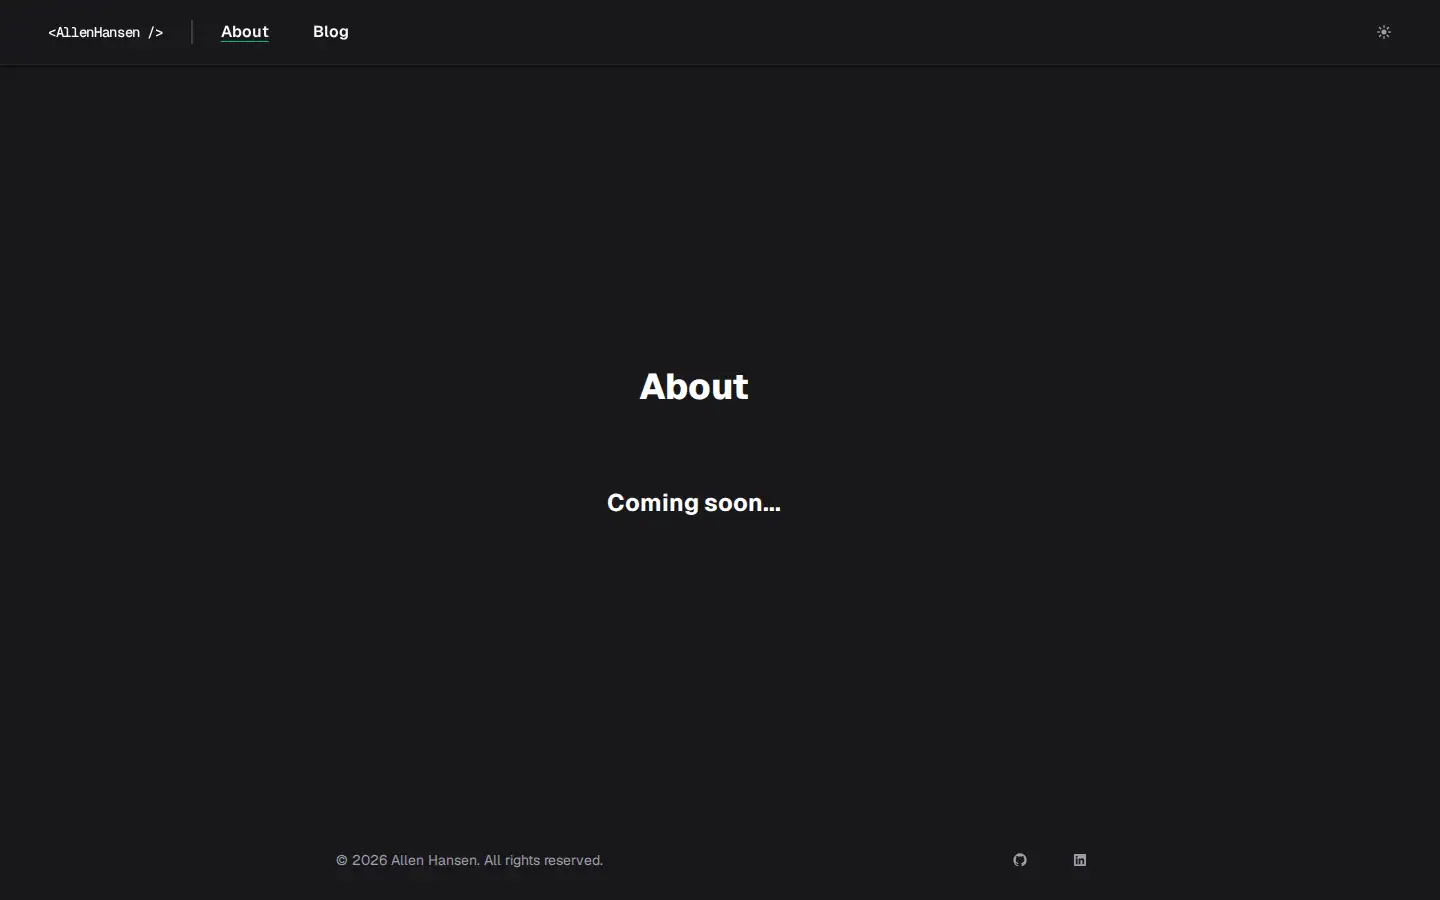 <AllenHansen />
About
Blog
About
Coming soon...
© 2026 Allen Hansen. All rights reserved.